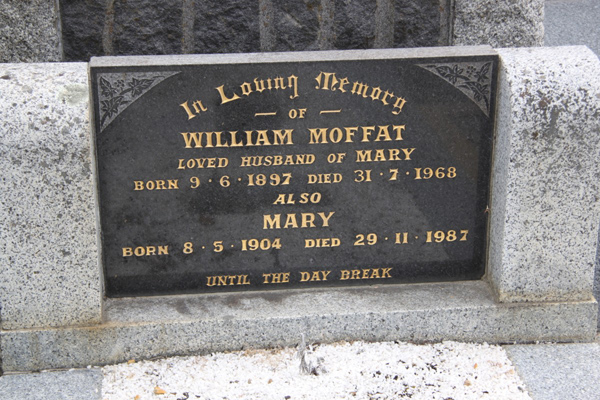 In Loving Memory
— OF —
WILLIAM MOFFAT
LOVED HUSBAND OF MARY
BORN 9·6·1897 DIED 31·7·1968
ALSO
MARY
BORN 8·5·1904 DIED 29·11·1987
UNTIL THE DAY BREAK